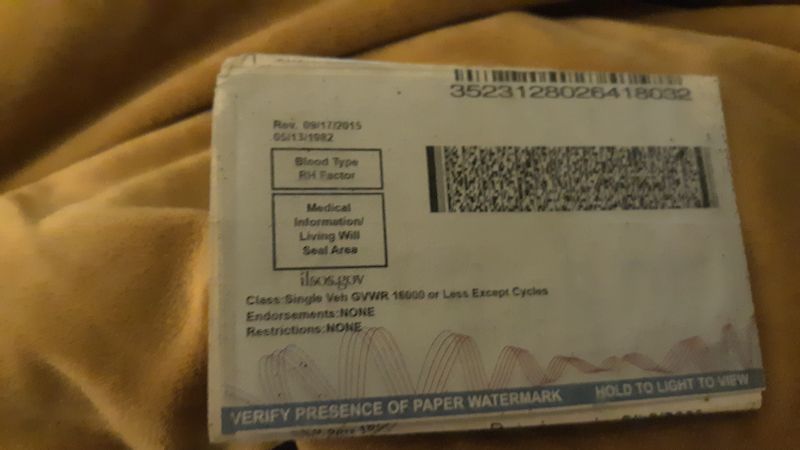 3523128026418032
Rev. 09/17/2015
05/13/1982
Blood Type
RH Factor
Medical
Information/
Living Will
Seal Area
ilsos.gov
Class:Single Veh GVWR 16000 or Less Except Cycles
Endorsements:NONE
Restrictions:NONE
VERIFY PRESENCE OF PAPER WATERMARK HOLD TO LIGHT TO VIEW